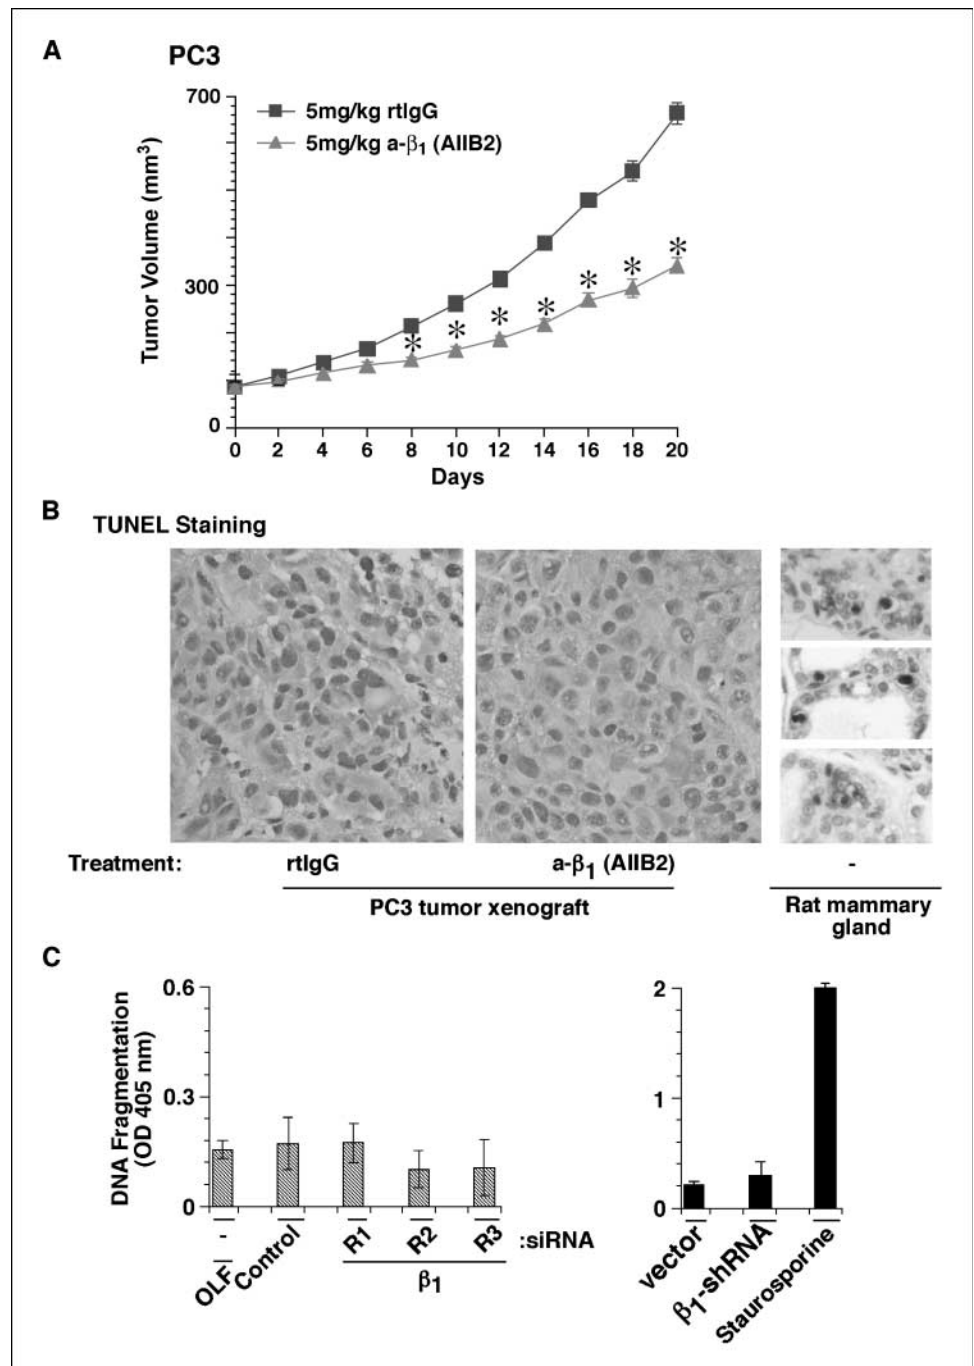 A
PC3
700
5mg/kg rtIgG
5mg/kg a-β1 (AIIB2)
Tumor Volume (mm3)
300
0
* * * * * * *
0 2 4 6 8 10 12 14 16 18 20
Days
B
TUNEL Staining
Treatment: rtIgG a-β1 (AIIB2) -
PC3 tumor xenograft
Rat mammary
gland
C
DNA Fragmentation
(OD 405 nm)
0.6
0.3
0
- Control R1 R2 R3 :siRNA
OLF
β1
2
1
0
vector β1-shRNA Staurosporine